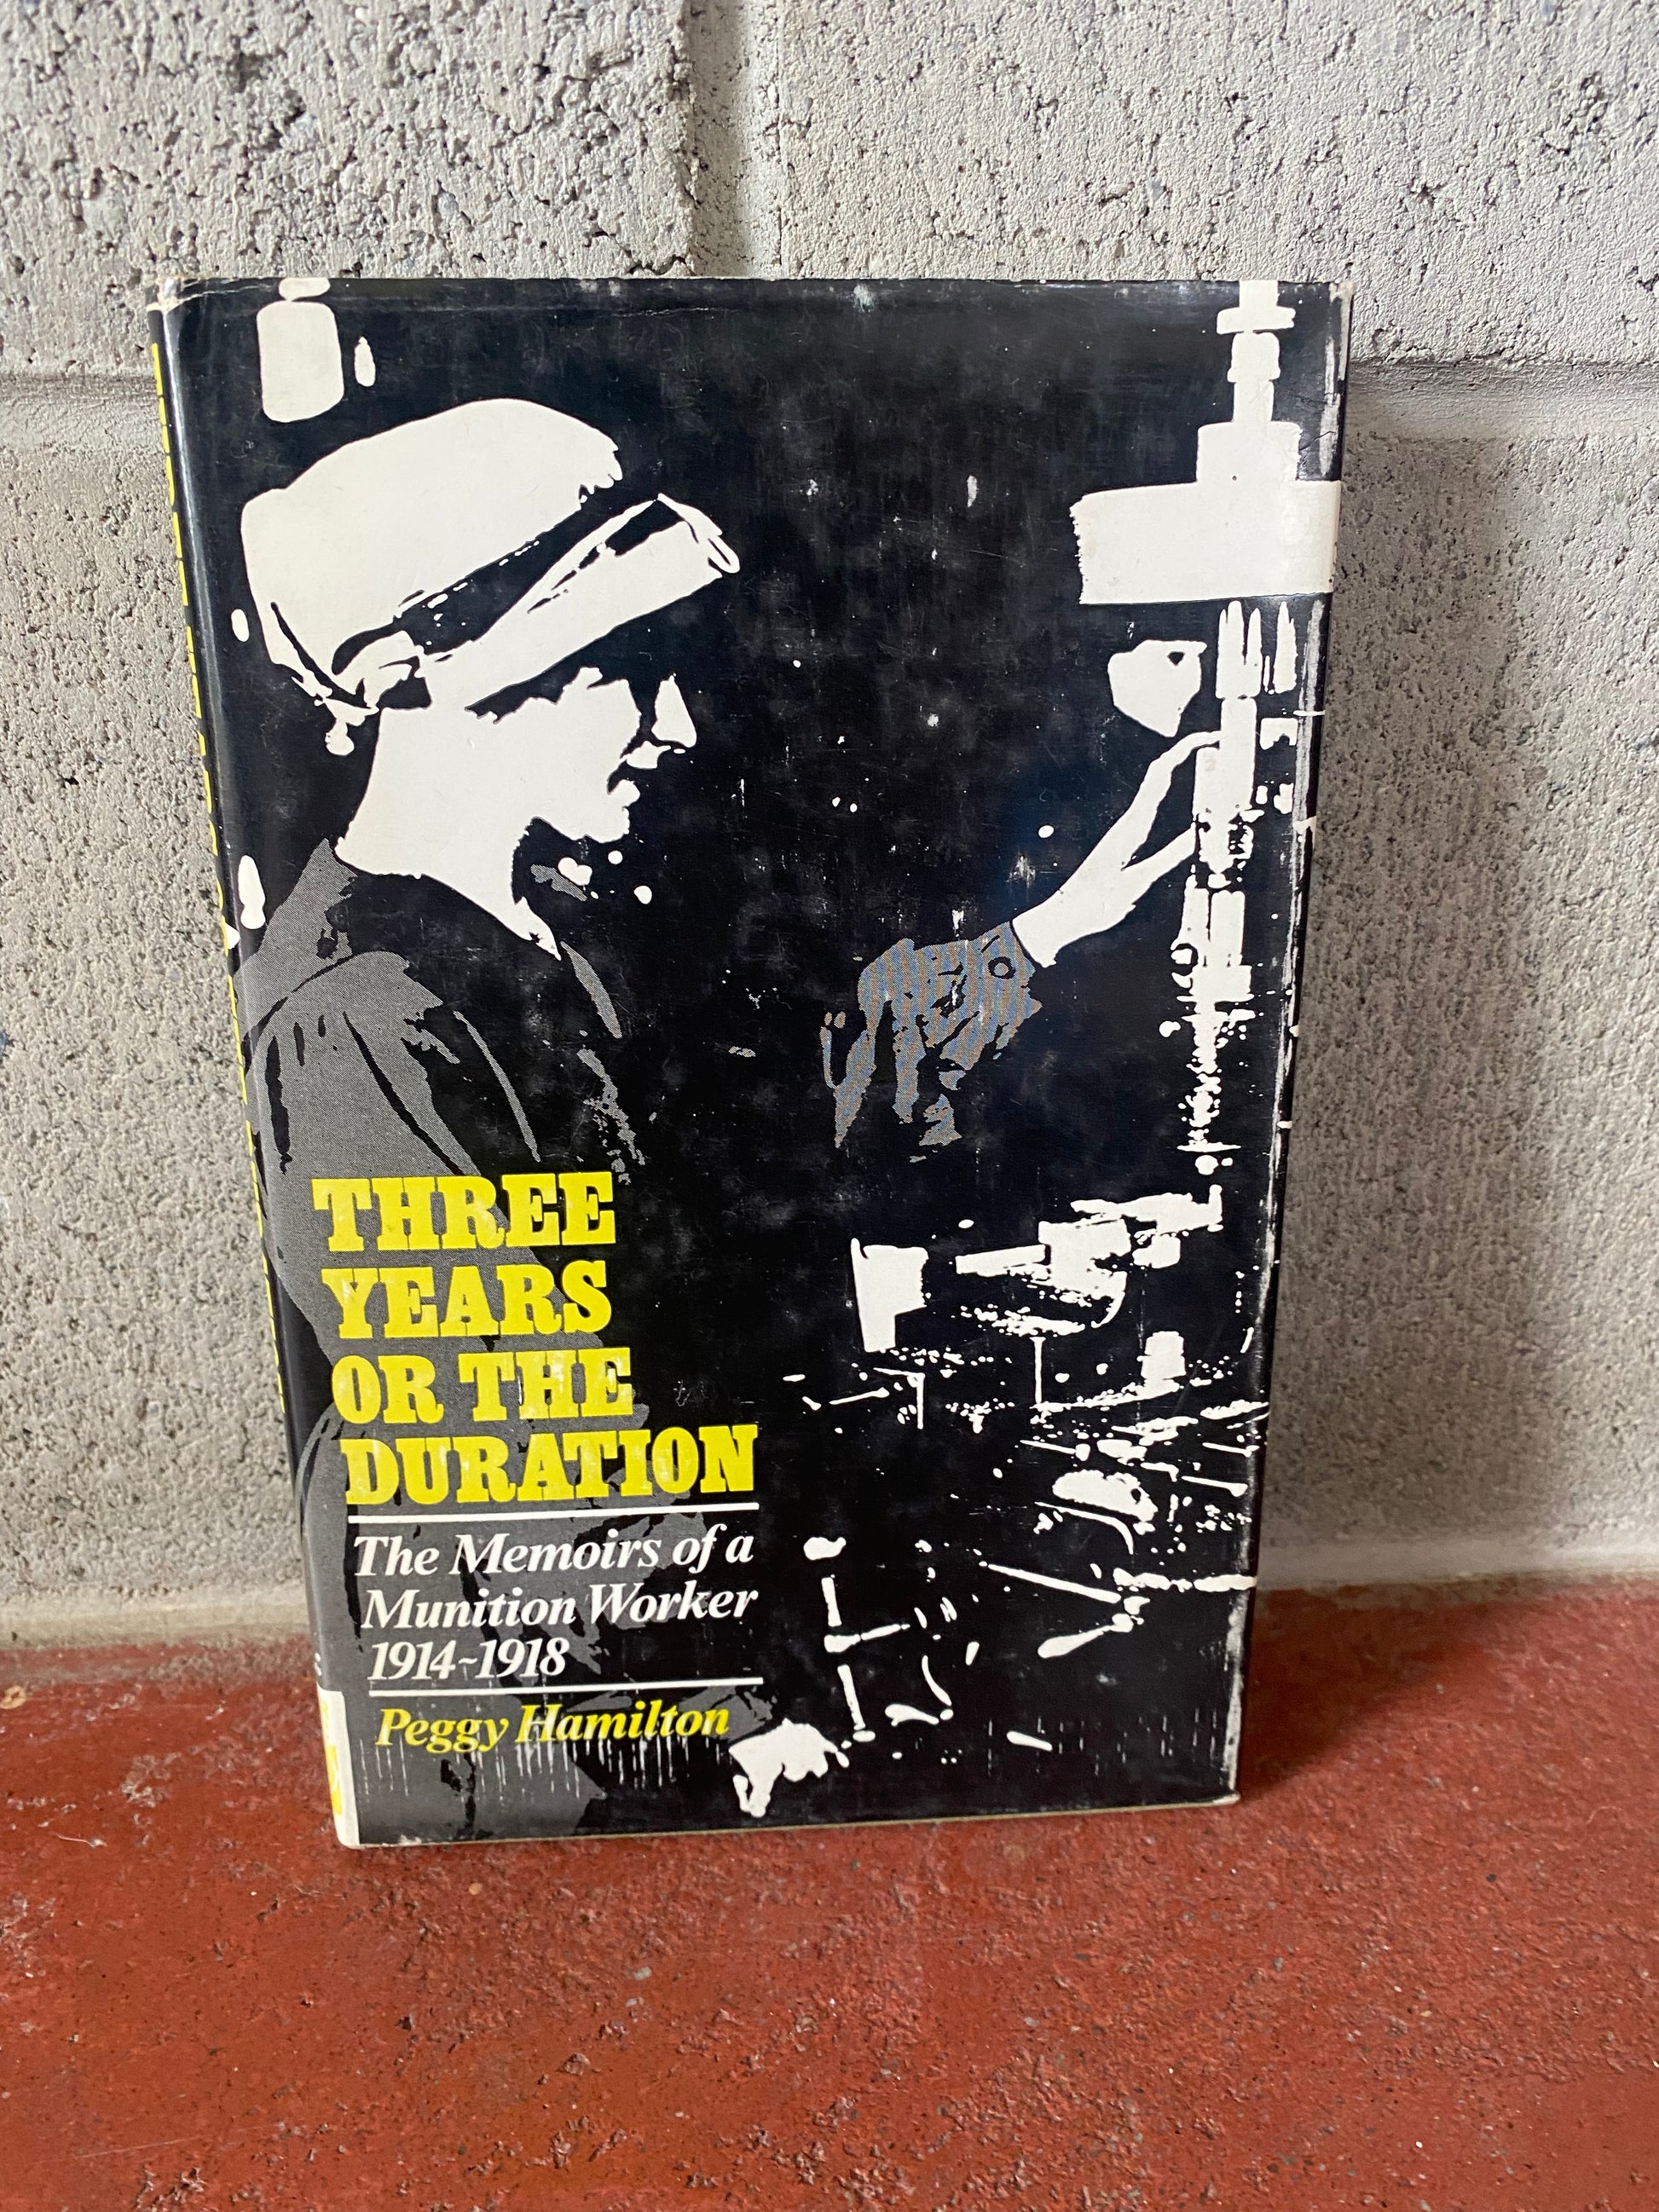 THREE
YEARS
OR THE
DURATION
The Memoirs of a
Munition Worker
1914~1918
Peggy Hamilton